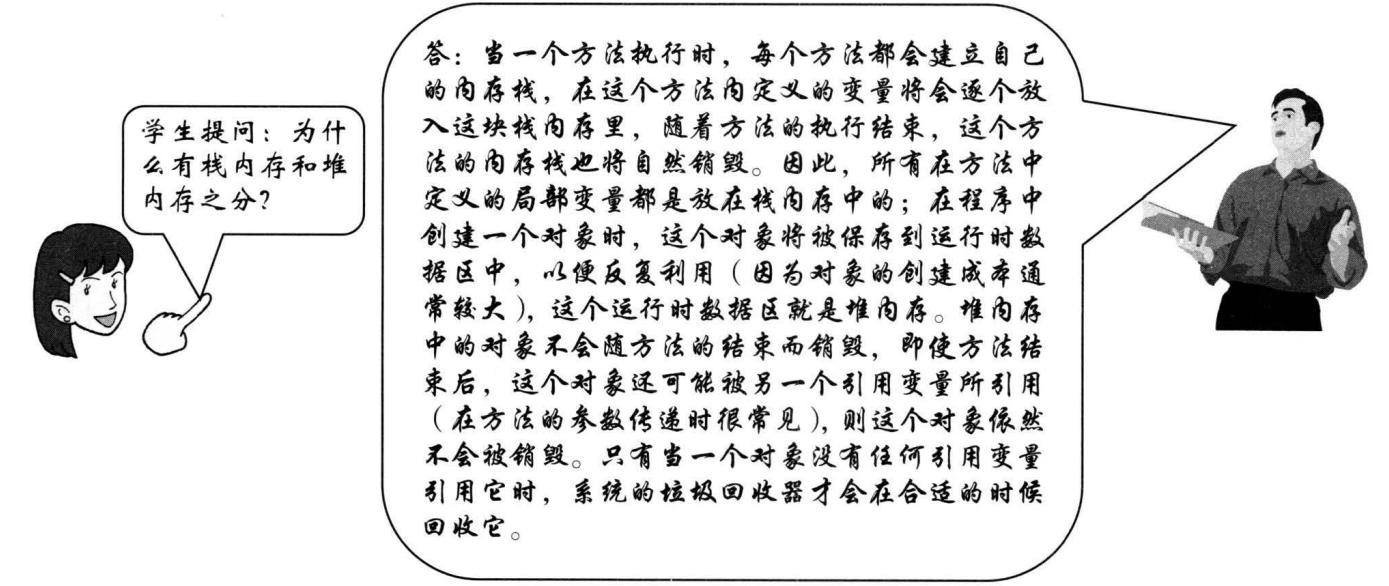 学生提问：为什
么有栈内存和堆
内存之分？
答：当一个方法执行时，每个方法都会建立自己
的内存栈，在这个方法内定义的变量将会逐个放
入这块栈内存里，随着方法的执行结束，这个方
法的内存栈也将自然销毁。因此，所有在方法中
定义的局部变量都是放在栈内存中的；在程序中
创建一个对象时，这个对象将被保存到运行时数
据区中，以便反复利用（因为对象的创建成本通
常较大），这个运行时数据区就是堆内存。堆内存
中的对象不会随方法的结束而销毁，即使方法结
束后，这个对象还可能被另一个引用变量所引用
（在方法的参数传递时很常见），则这个对象依然
不会被销毁。只有当一个对象没有任何引用变量
引用它时，系统的垃圾回收器才会在合适的时候
回收它。